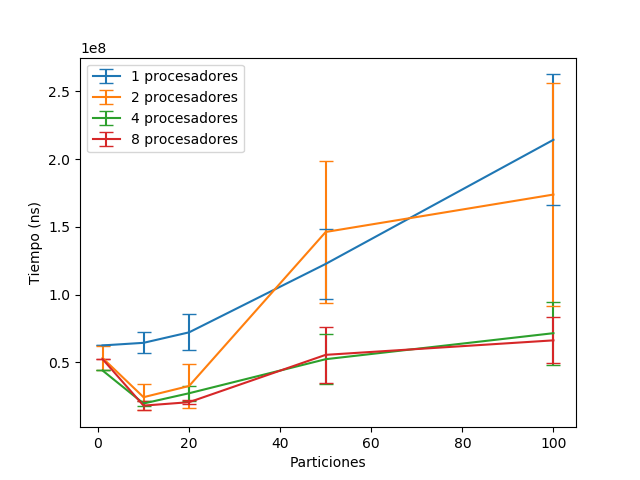 1e8
1 procesadores
2 procesadores
4 procesadores
8 procesadores
2.5
2.0
1.5
1.0
0.5
Tiempo (ns)
0 20 40 60 80 100
Particiones